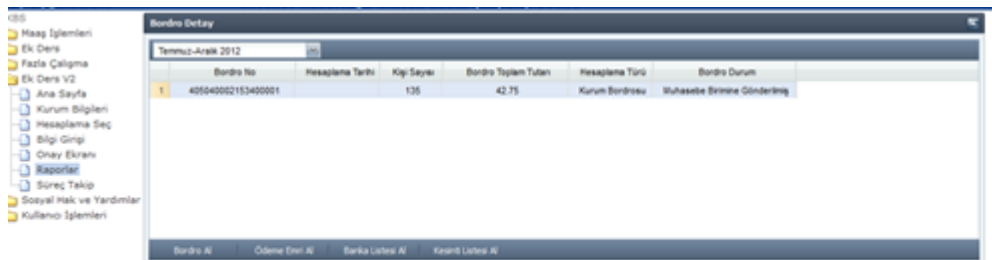 KBS
Maaş İşlemleri
Ek Ders
Fazla Çalışma
Ek Ders V2
Ana Sayfa
Kurum Bilgileri
Hesaplama Seç
Bilgi Girişi
Onay Ekranı
Raporlar
Süreç Takip
Sosyal Hak ve Yardımlar
Kullanıcı İşlemleri
Bordro Detay
Temmuz-Aralık 2012
Bordro No Hesaplama Tarihi Kişi Sayısı Bordro Toplam Tutarı Hesaplama Türü Bordro Durum
1 405040002153400001 135 42.75 Kurum Bordrosu Muhasebe Birimine Gönderilmiş
Bordro Al Ödeme Emri Al Banka Listesi Al Kesinti Listesi Al